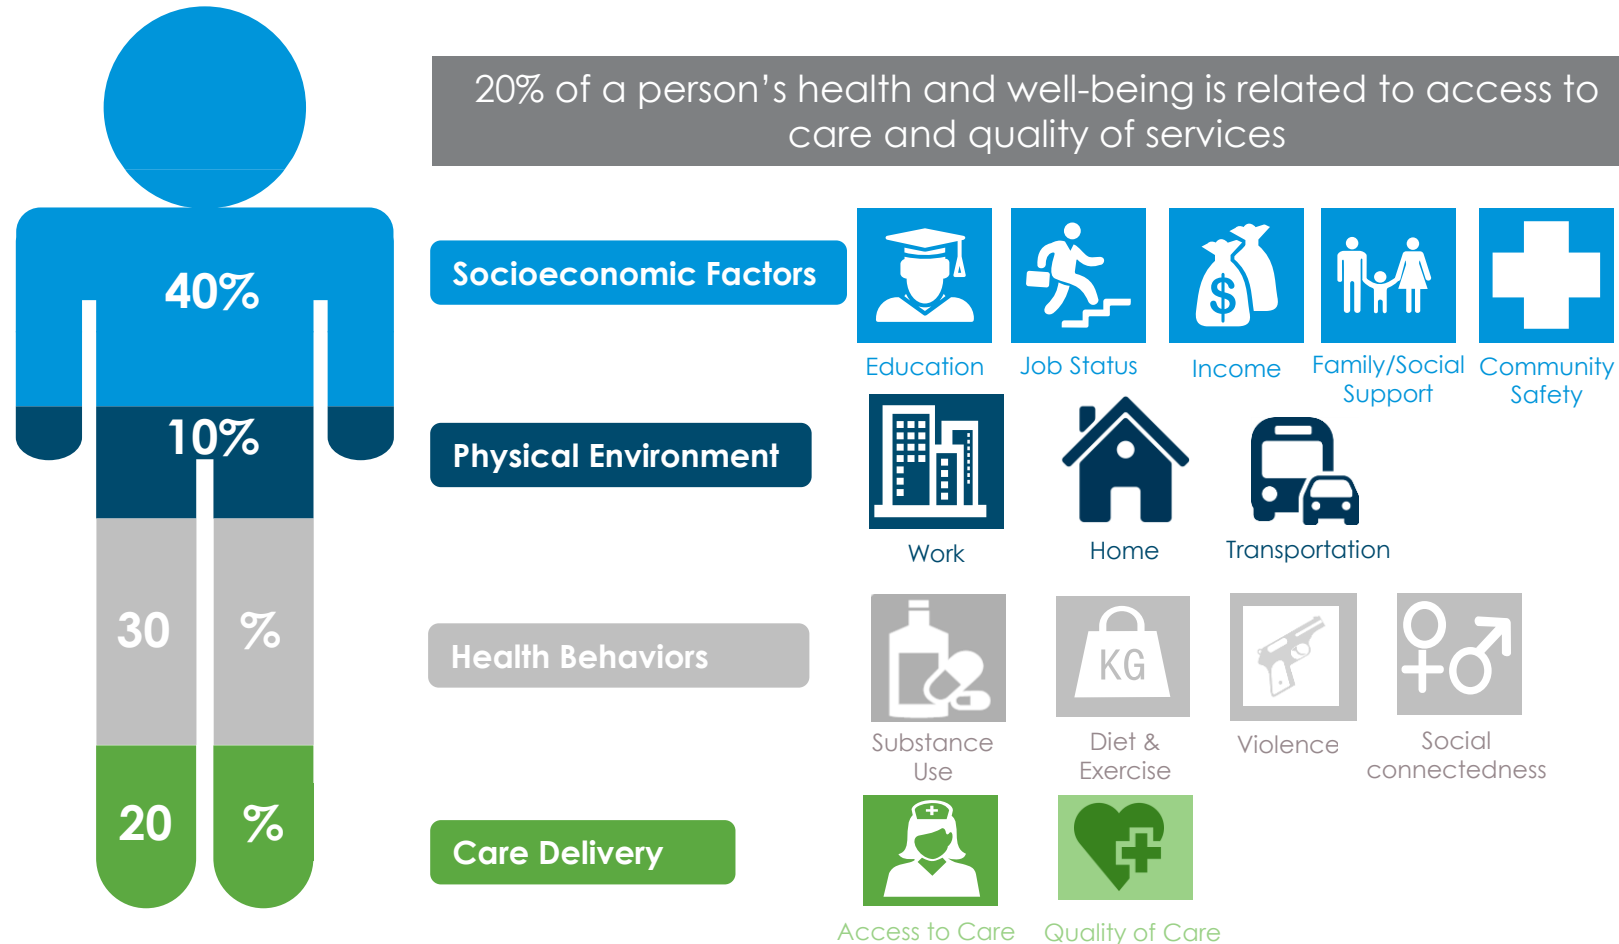 20% of a person's health and well-being is related to access to
care and quality of services
40%
Socioeconomic Factors
$
Education
Job Status
Income
Family/Social
Support
Community
Safety
10%
Physical Environment
Work
Home
Transportation
30 %
Health Behaviors
KG
Substance
Use
Diet &
Exercise
Violence
Social
connectedness
20 %
Care Delivery
Access to Care
Quality of Care